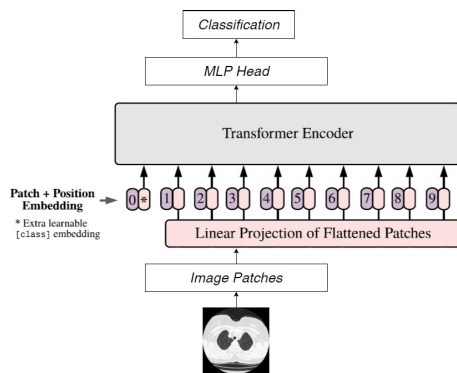 Classification
MLP Head
Transformer Encoder
Patch + Position
Embedding
0 * 1 2 3 4 5 6 7 8 9
* Extra learnable
[class] embedding
Linear Projection of Flattened Patches
Image Patches